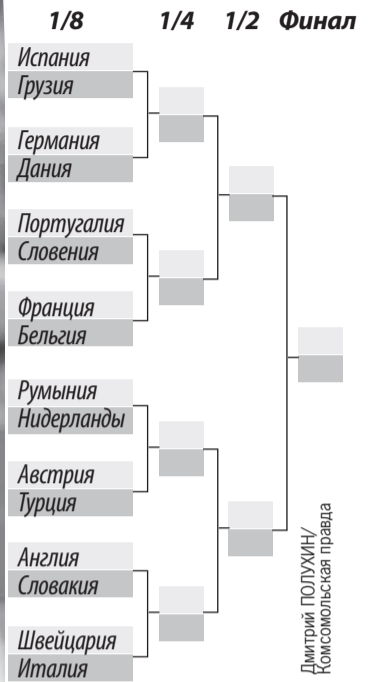 1/8 1/4 1/2 Финал
Испания
Грузия
Германия
Дания
Португалия
Словения
Франция
Бельгия
Румыния
Нидерланды
Австрия
Турция
Англия
Словакия
Швейцария
Италия
Дмитрий ПОЛУХИН/
Комсомольская правда